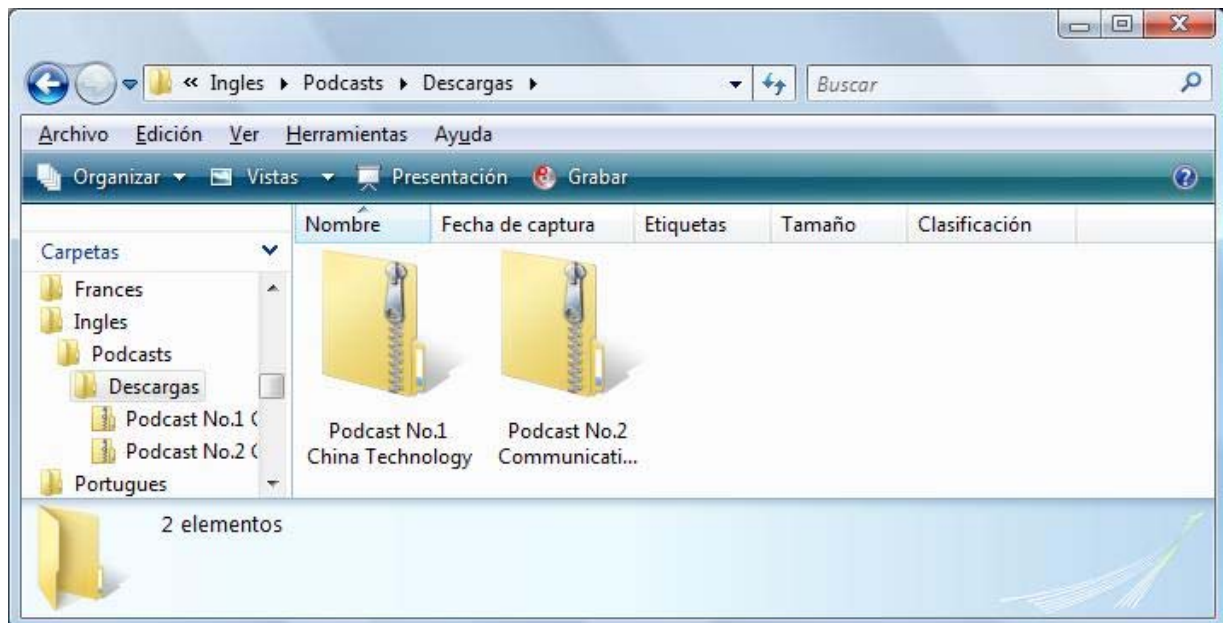 « Ingles Podcasts Descargas
Buscar
Archivo Edición Ver Herramientas Ayuda
Organizar Vistas Presentación Grabar ?
Nombre Fecha de captura Etiquetas Tamaño Clasificación
Carpetas
Frances
Ingles
Podcasts
Descargas
Podcast No.1 C
Podcast No.2 C
Portugues
Podcast No.1
China Technology
Podcast No.2
Communicati...
2 elementos